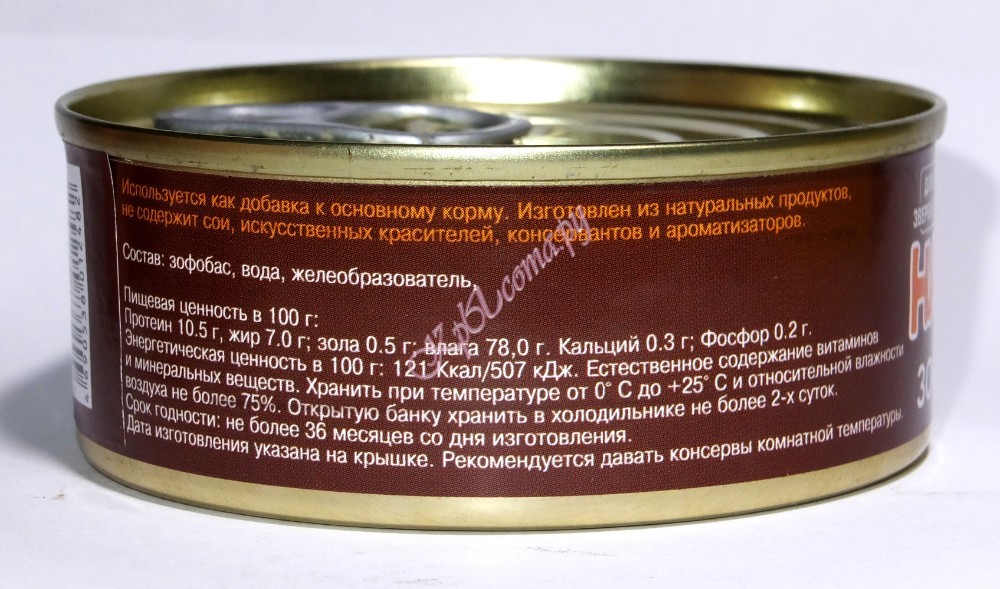 Используется как добавка к основному корму. Изготовлен из натуральных продуктов,
не содержит сои, искусственных красителей, консервантов и ароматизаторов.
Состав: зофобас, вода, желеобразователь.
Пищевая ценность в 100 г:
Протеин 10.5 г, жир 7.0 г; зола 0.5 г; влага 78,0 г. Кальций 0.3 г; Фосфор 0.2 г.
Энергетическая ценность в 100 г: 121 Ккал/507 кДж. Естественное содержание витаминов
и минеральных веществ. Хранить при температуре от 0° С до +25° С и относительной влажности
воздуха не более 75%. Открытую банку хранить в холодильнике не более 2-х суток.
Срок годности: не более 36 месяцев со дня изготовления.
Дата изготовления указана на крышке. Рекомендуется давать консервы комнатной температуры.